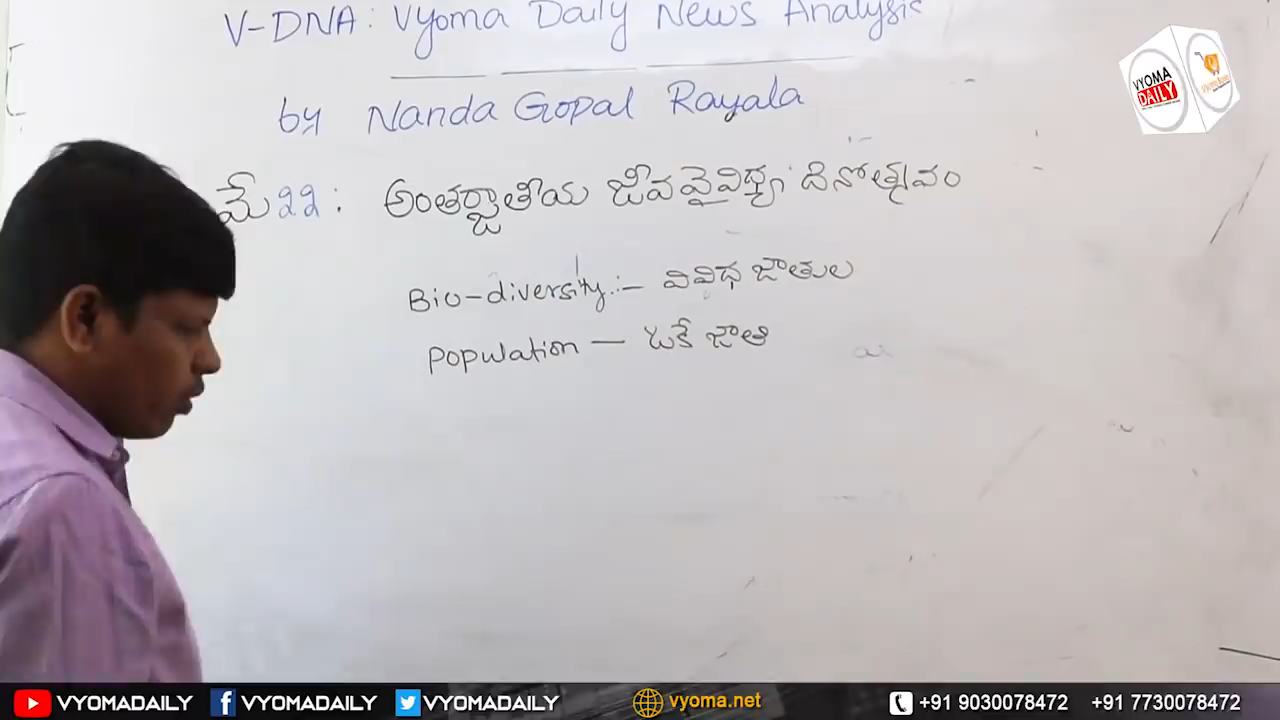 V-DNA: Vyoma Daily News Analysis
by Nanda Gopal Rayala
మే 22: అంతర్జాతీయ జీవవైవిధ్య దినోత్సవం
Bio-diversity:- వివిధ జాతుల
Population — ఒకే జాతి
VYOMA
DAILY
VYOMADAILY VYOMADAILY VYOMADAILY vyoma.net +91 9030078472 +91 7730078472